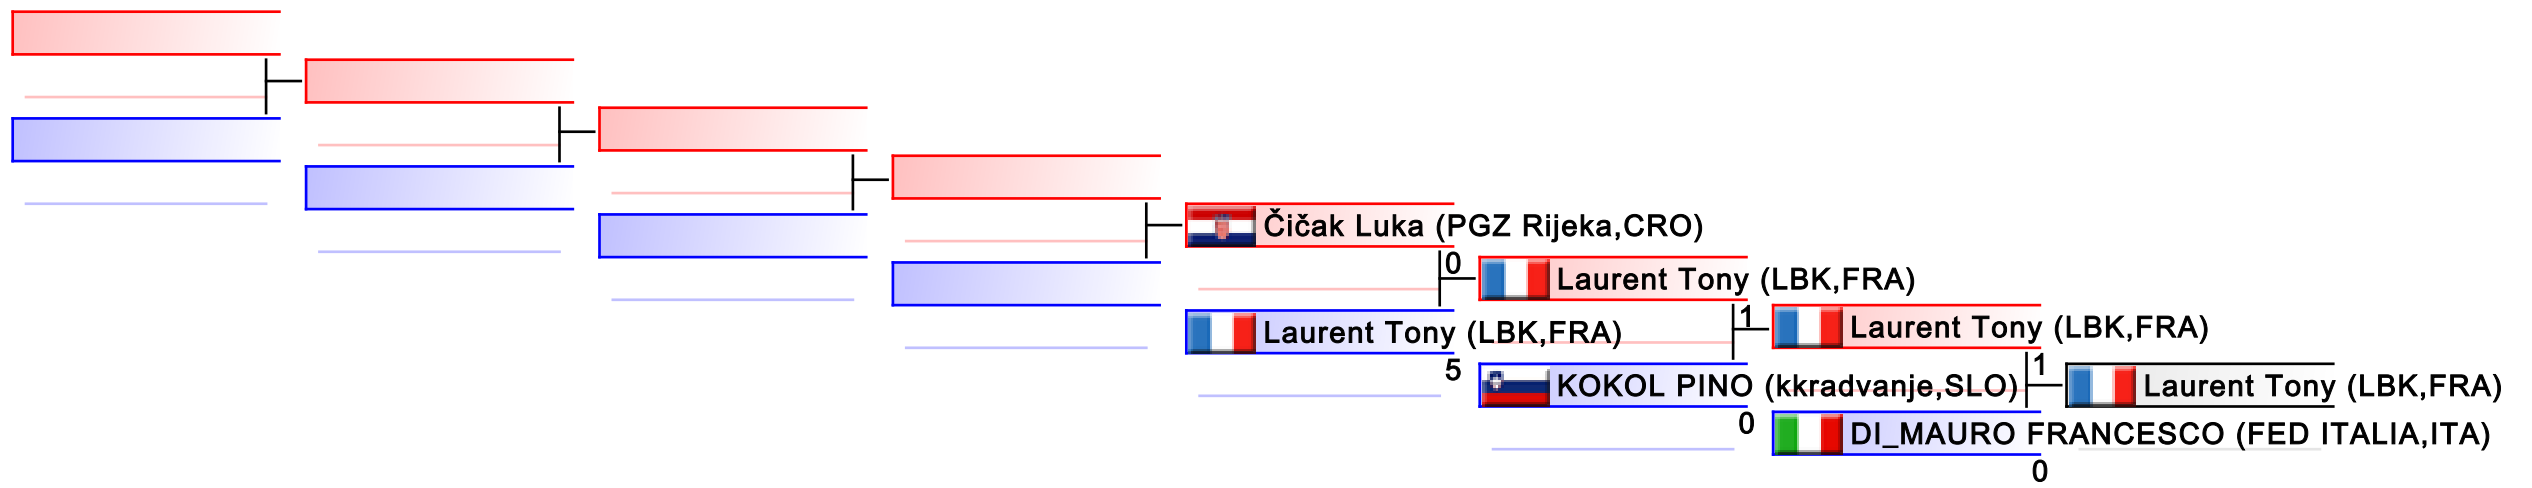 Čičak Luka (PGZ Rijeka,CRO)
0
Laurent Tony (LBK,FRA)
Laurent Tony (LBK,FRA)
5
1
Laurent Tony (LBK,FRA)
KOKOL PINO (kkradvanje,SLO)
0
1
Laurent Tony (LBK,FRA)
DI_MAURO FRANCESCO (FED ITALIA,ITA)
0